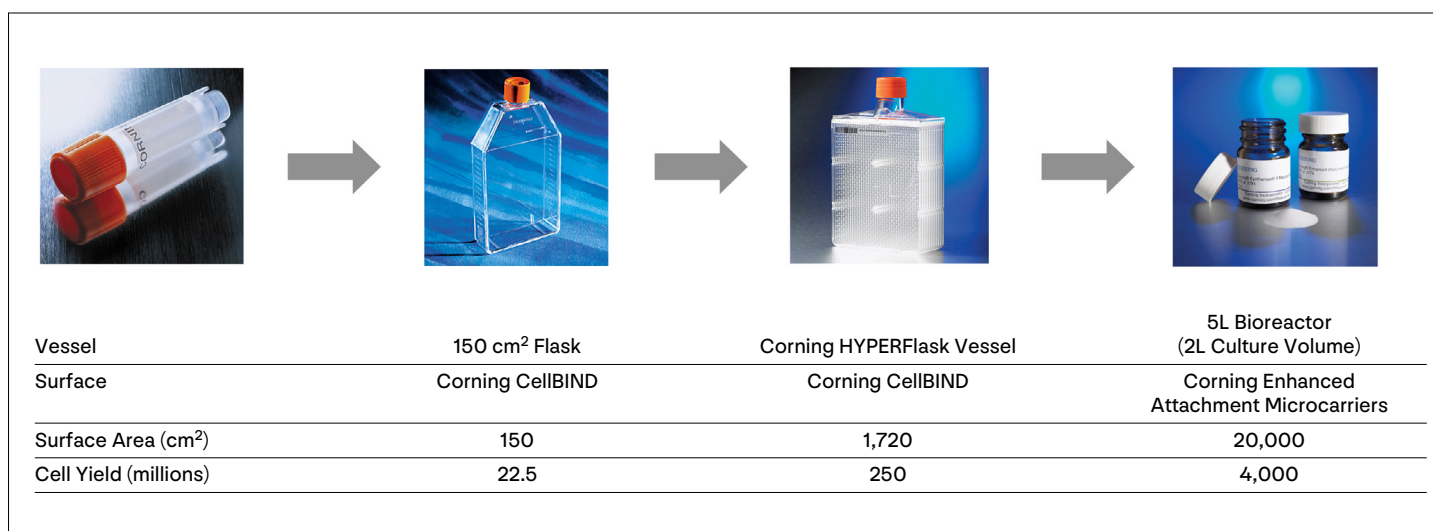 CORNI
Vessel
150 cm² Flask
Corning HYPERFlask Vessel
5L Bioreactor
(2L Culture Volume)
Surface
Corning CellBIND
Corning CellBIND
Corning Enhanced
Attachment Microcarriers
Surface Area (cm²)
150
1,720
20,000
Cell Yield (millions)
22.5
250
4,000